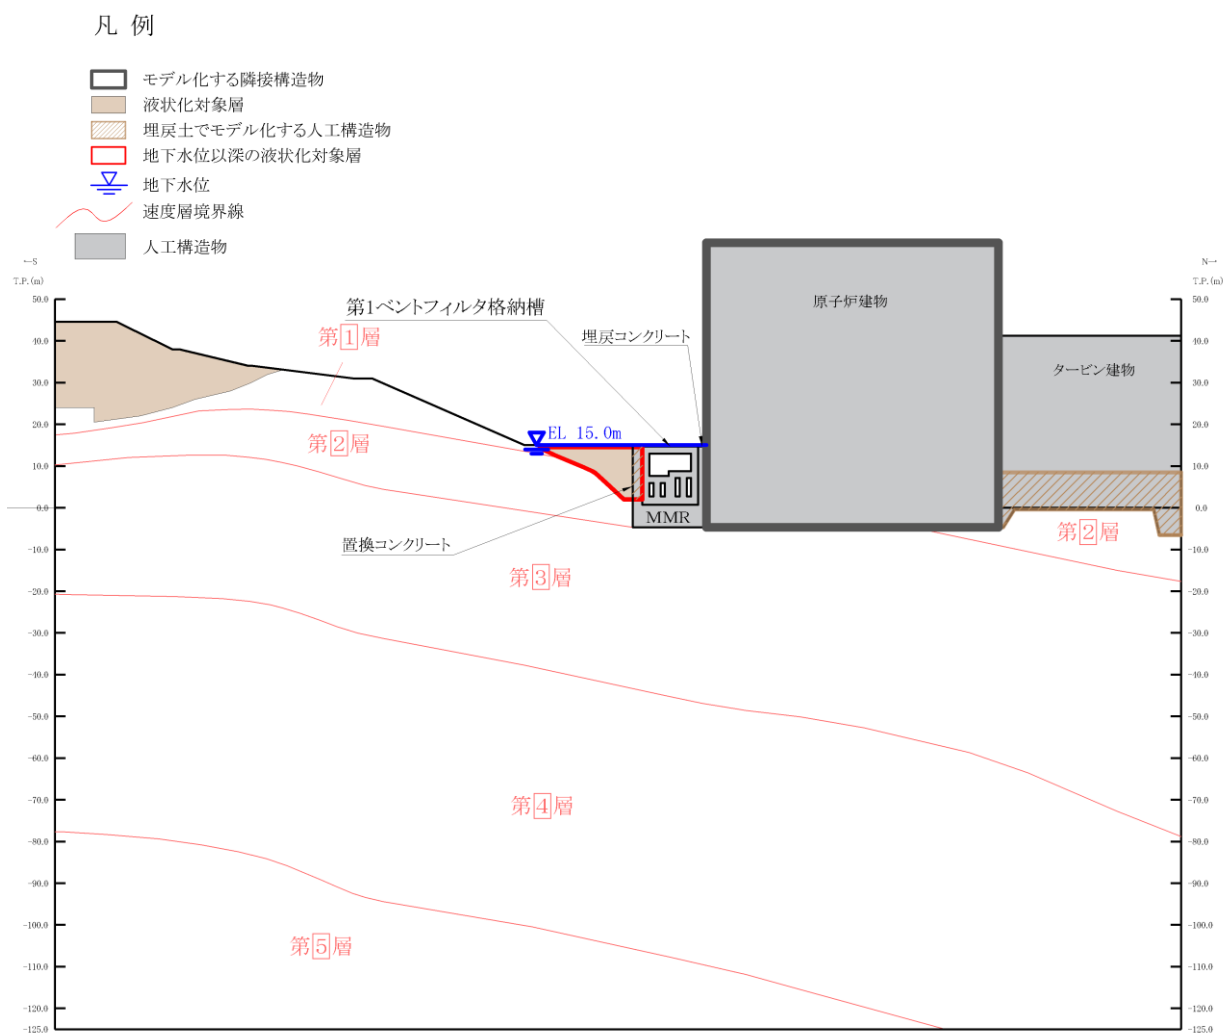 凡 例
モデル化する隣接構造物
液状化対象層
埋戻土でモデル化する人工構造物
地下水位以深の液状化対象層
地下水位
速度層境界線
人工構造物
←S
T.P.(m)
N→
T.P.(m)
50.0
40.0
30.0
20.0
10.0
0.0
-10.0
-20.0
-30.0
-40.0
-50.0
-60.0
-70.0
-80.0
-90.0
-100.0
-110.0
-120.0
-125.0
第1ベントフィルタ格納槽
埋戻コンクリート
原子炉建物
タービン建物
第1層
第2層
EL 15.0m
MMR
置換コンクリート
第2層
第3層
第4層
第5層
50.0
40.0
30.0
20.0
10.0
0.0
-10.0
-20.0
-30.0
-40.0
-50.0
-60.0
-70.0
-80.0
-90.0
-100.0
-110.0
-120.0
-125.0